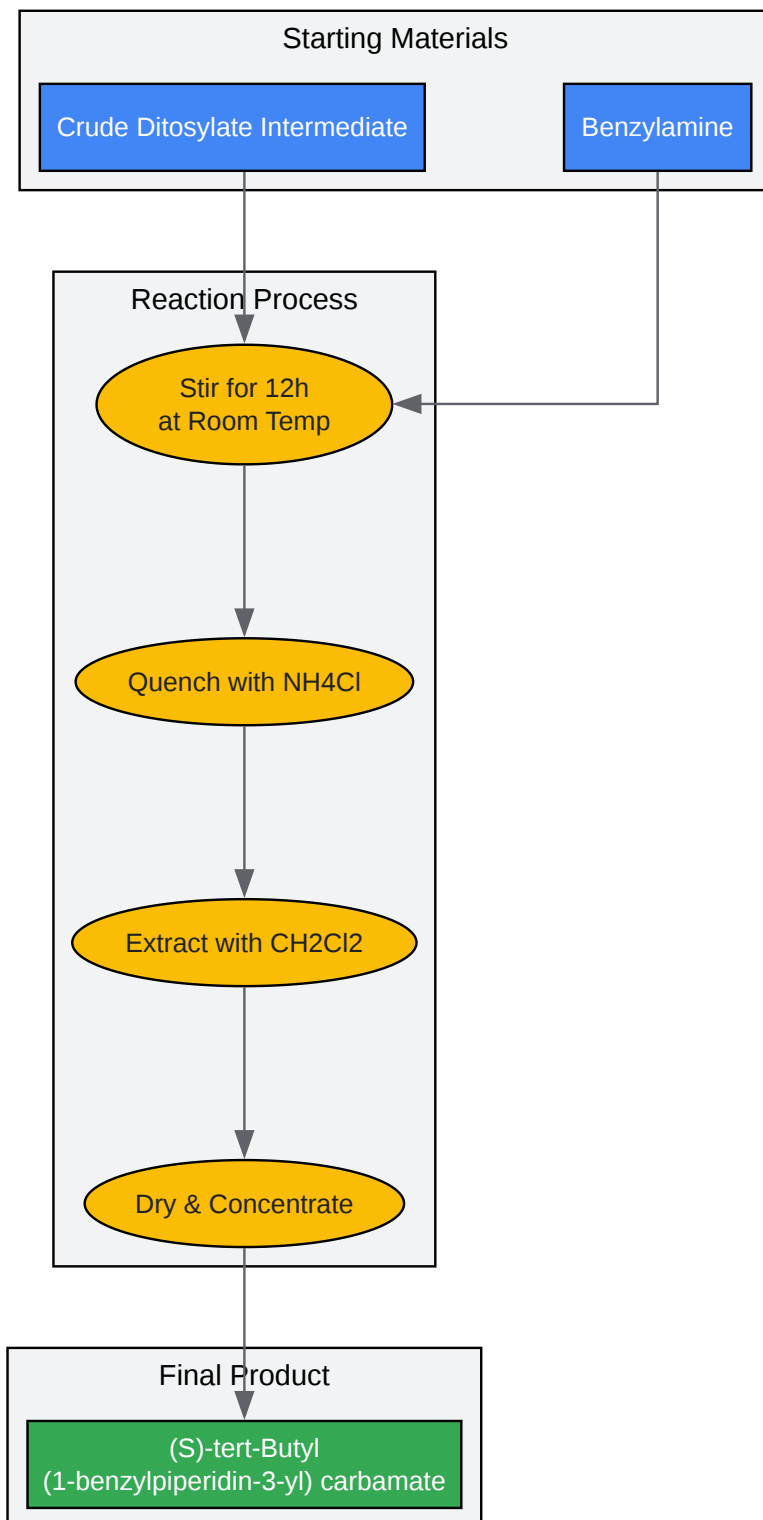 Starting Materials
Crude Ditosylate Intermediate
Benzylamine
Reaction Process
Stir for 12h
at Room Temp
Quench with NH4Cl
Extract with CH2Cl2
Dry & Concentrate
Final Product
(S)-tert-Butyl
(1-benzylpiperidin-3-yl) carbamate